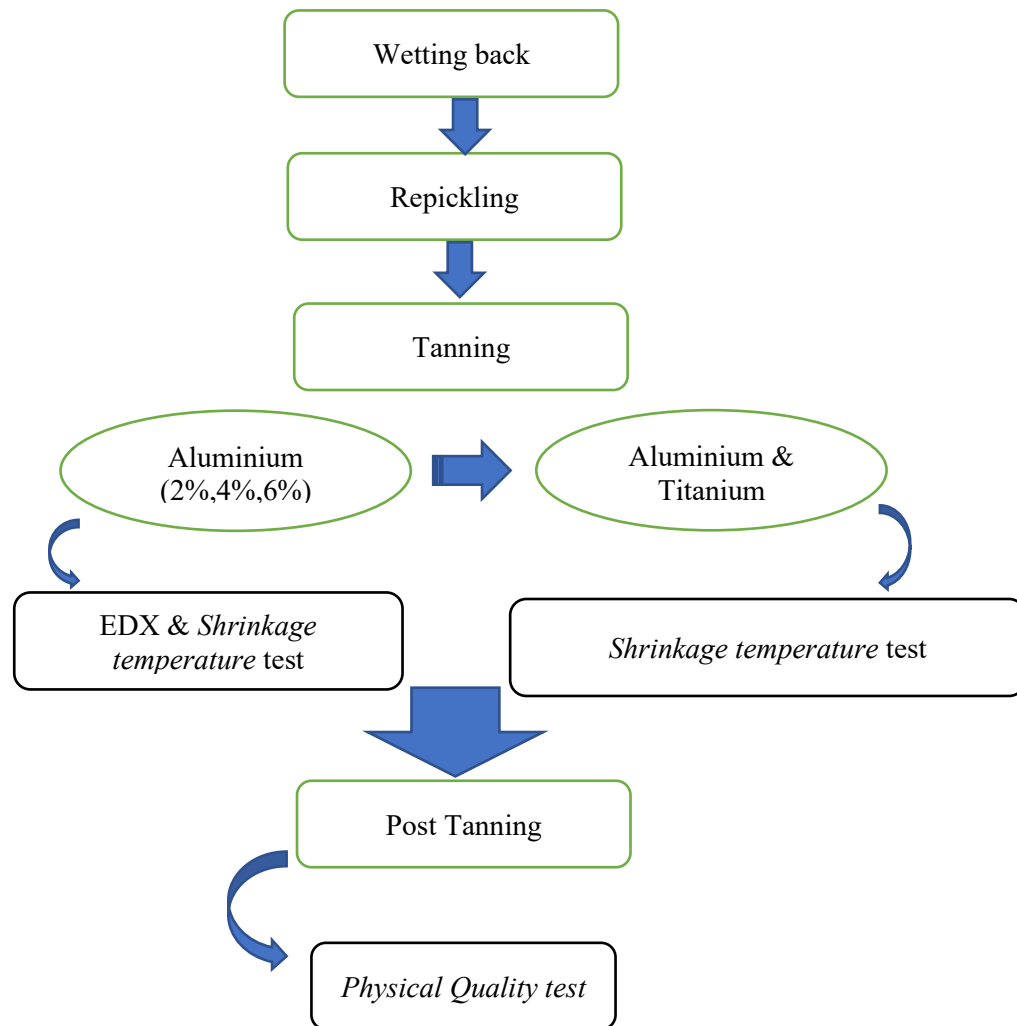 Wetting back
Repickling
Tanning
Aluminium
(2%,4%,6%)
Aluminium &
Titanium
EDX & Shrinkage
temperature test
Shrinkage temperature test
Post Tanning
Physical Quality test